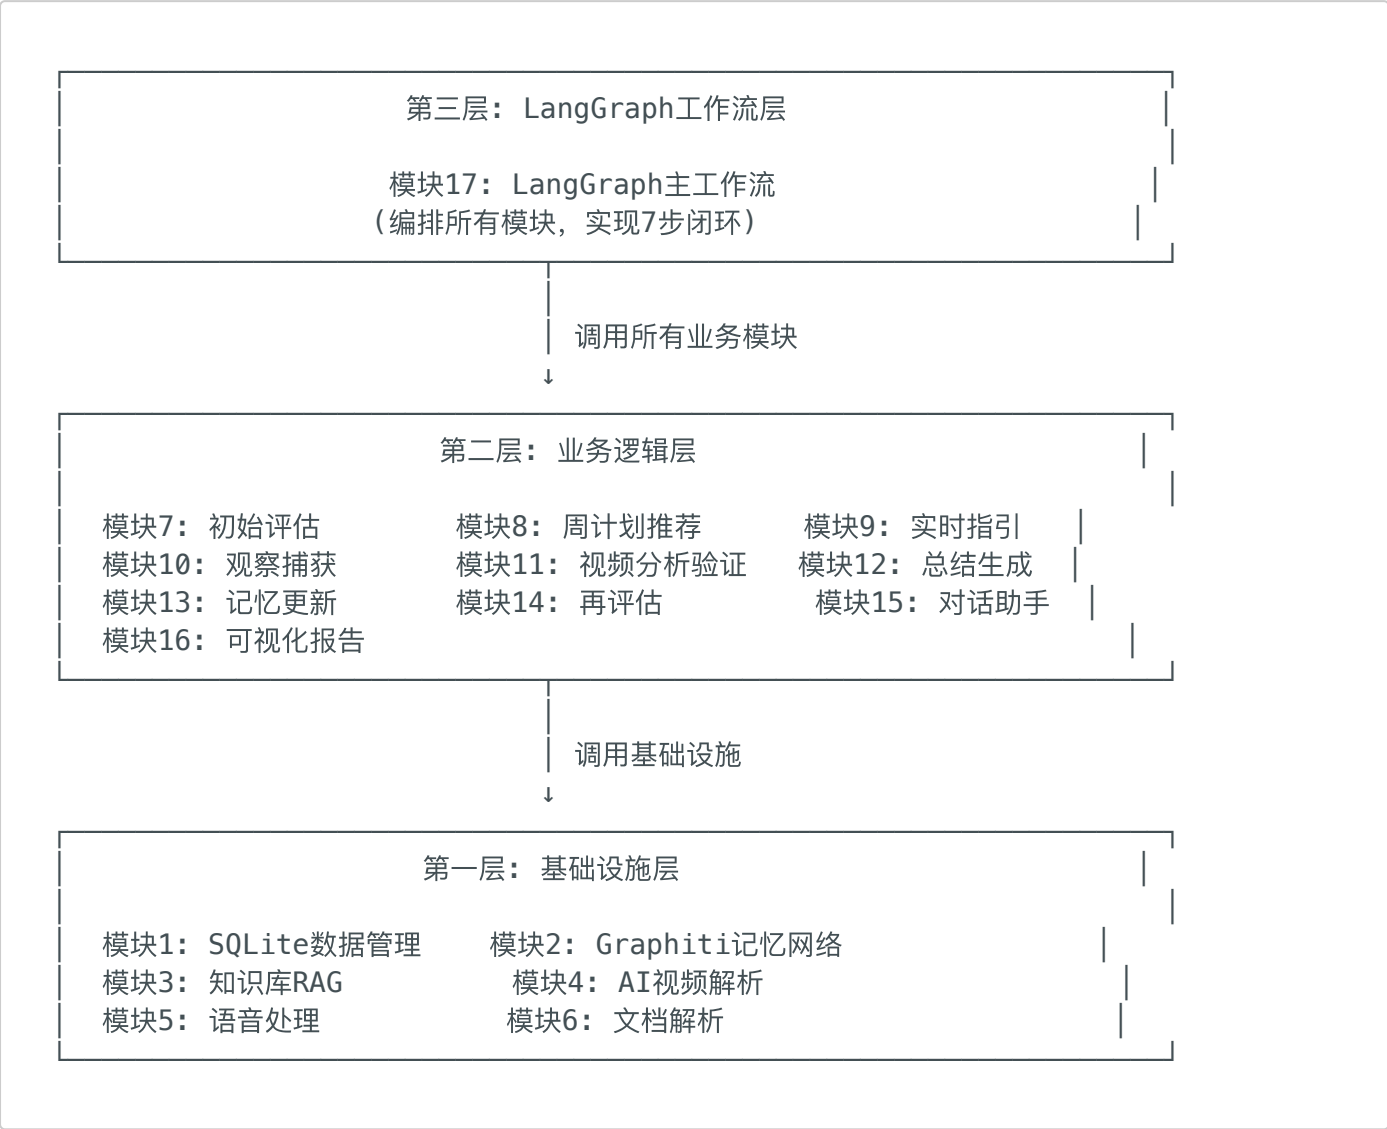 第三层: LangGraph工作流层
模块17: LangGraph主工作流
(编排所有模块, 实现7步闭环)
调用所有业务模块
↓
第二层: 业务逻辑层
模块7: 初始评估 模块8: 周计划推荐 模块9: 实时指引
模块10: 观察捕获 模块11: 视频分析验证 模块12: 总结生成
模块13: 记忆更新 模块14: 再评估 模块15: 对话助手
模块16: 可视化报告
调用基础设施
↓
第一层: 基础设施层
模块1: SQLite数据管理 模块2: Graphiti记忆网络
模块3: 知识库RAG 模块4: AI视频解析
模块5: 语音处理 模块6: 文档解析